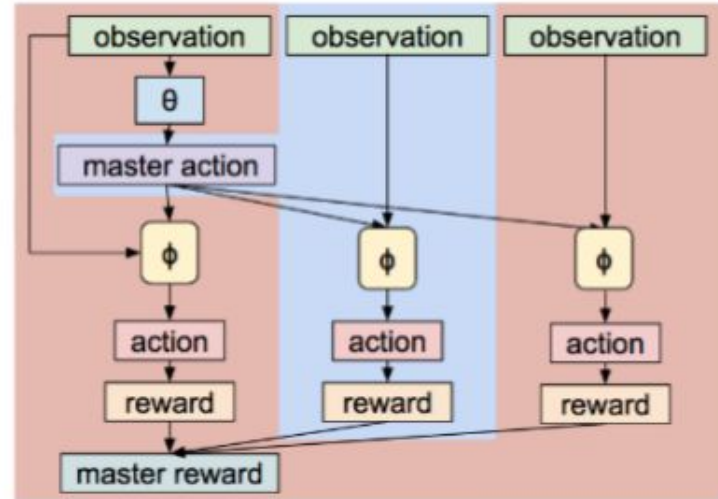 observation observation observation
θ
master action
ϕ ϕ ϕ
action action action
reward reward reward
master reward